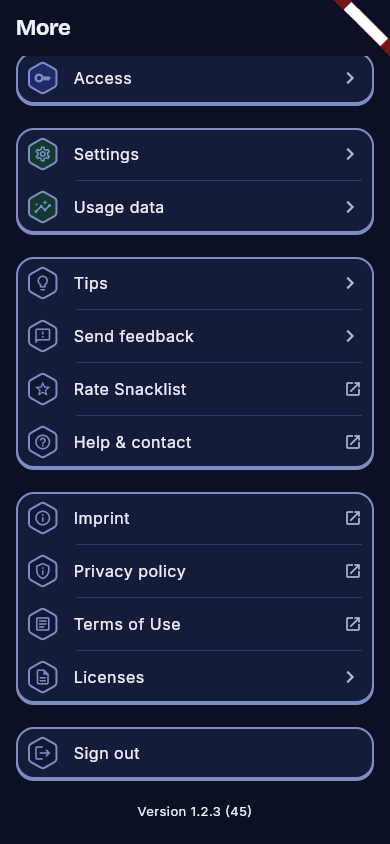 More
Access
Settings
Usage data
Tips
Send feedback
Rate Snacklist
Help & contact
Imprint
Privacy policy
Terms of Use
Licenses
Sign out
Version 1.2.3 (45)